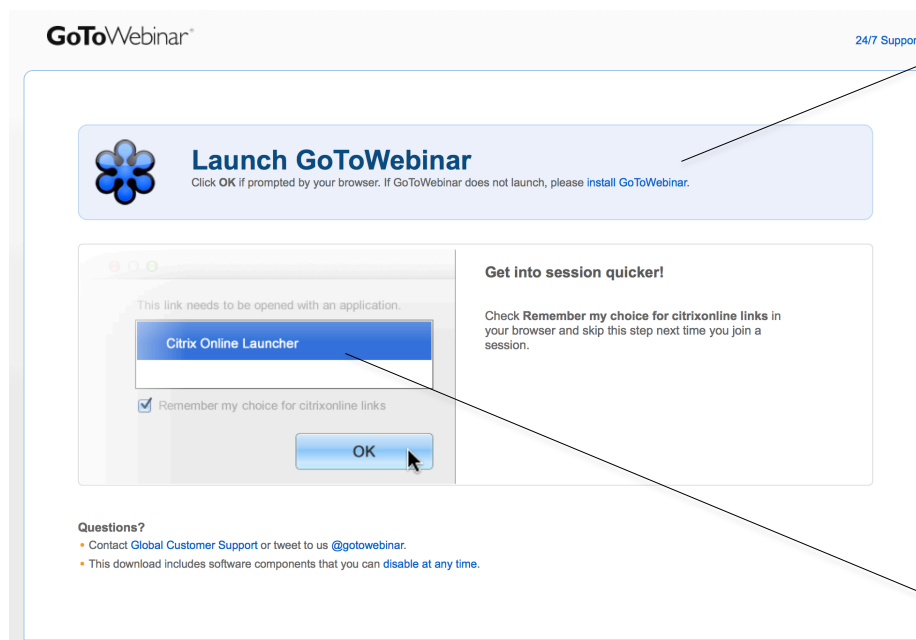 GoToWebinar®
24/7 Suppor
Launch GoToWebinar
Click OK if prompted by your browser. If GoToWebinar does not launch, please install GoToWebinar.
This link needs to be opened with an application.
Citrix Online Launcher
Remember my choice for citrixonline links
OK
Get into session quicker!
Check Remember my choice for citrixonline links in
your browser and skip this step next time you join a
session.
Questions?
• Contact Global Customer Support or tweet to us @gotowebinar.
• This download includes software components that you can disable at any time.